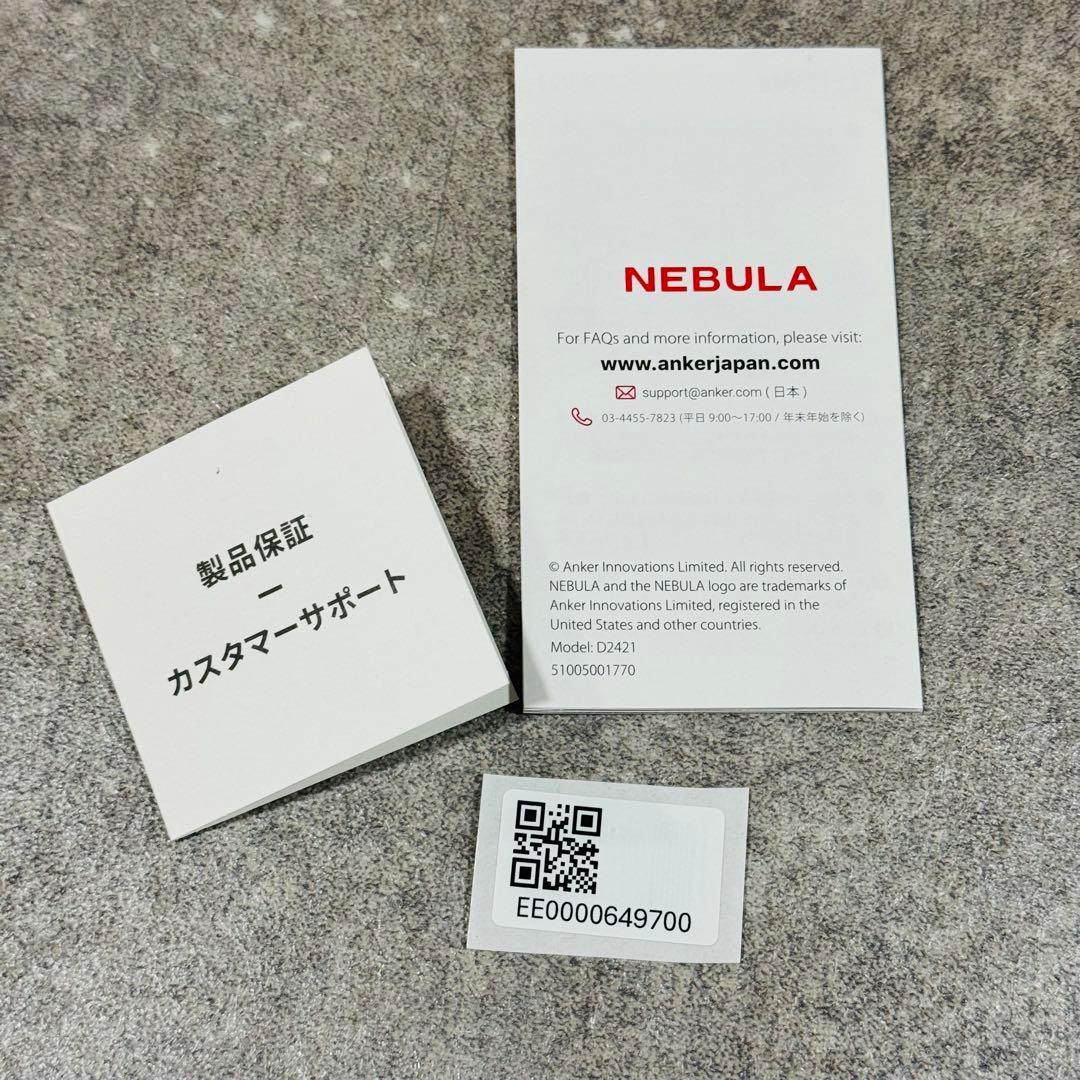 NEBULA
For FAQs and more information, please visit:
www.ankerjapan.com
support@anker.com ( 日本 )
03-4455-7823 (平日 9:00〜17:00 / 年末年始を除く)
© Anker Innovations Limited. All rights reserved.
NEBULA and the NEBULA logo are trademarks of
Anker Innovations Limited, registered in the
United States and other countries.
Model: D2421
51005001770
製品保証
ー
カスタマーサポート
EE0000649700